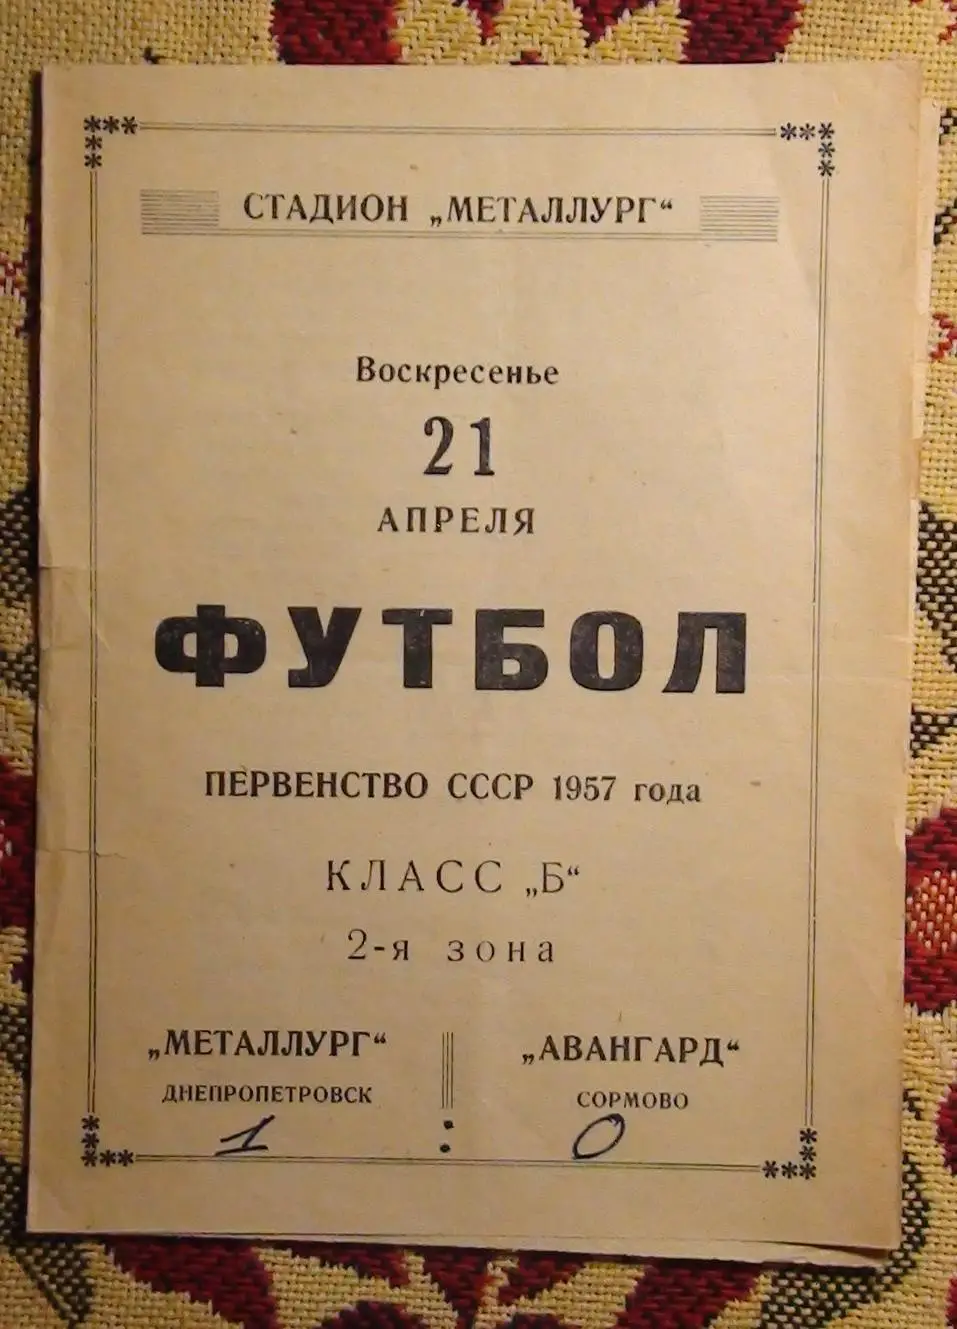 СТАДИОН „МЕТАЛЛУРГ“
Воскресенье
21
АПРЕЛЯ
ФУТБОЛ
ПЕРВЕНСТВО СССР 1957 года
КЛАСС „Б“
2-я зона
„МЕТАЛЛУРГ“ „АВАНГАРД“
ДНЕПРОПЕТРОВСК СОРМОВО
1 : 0